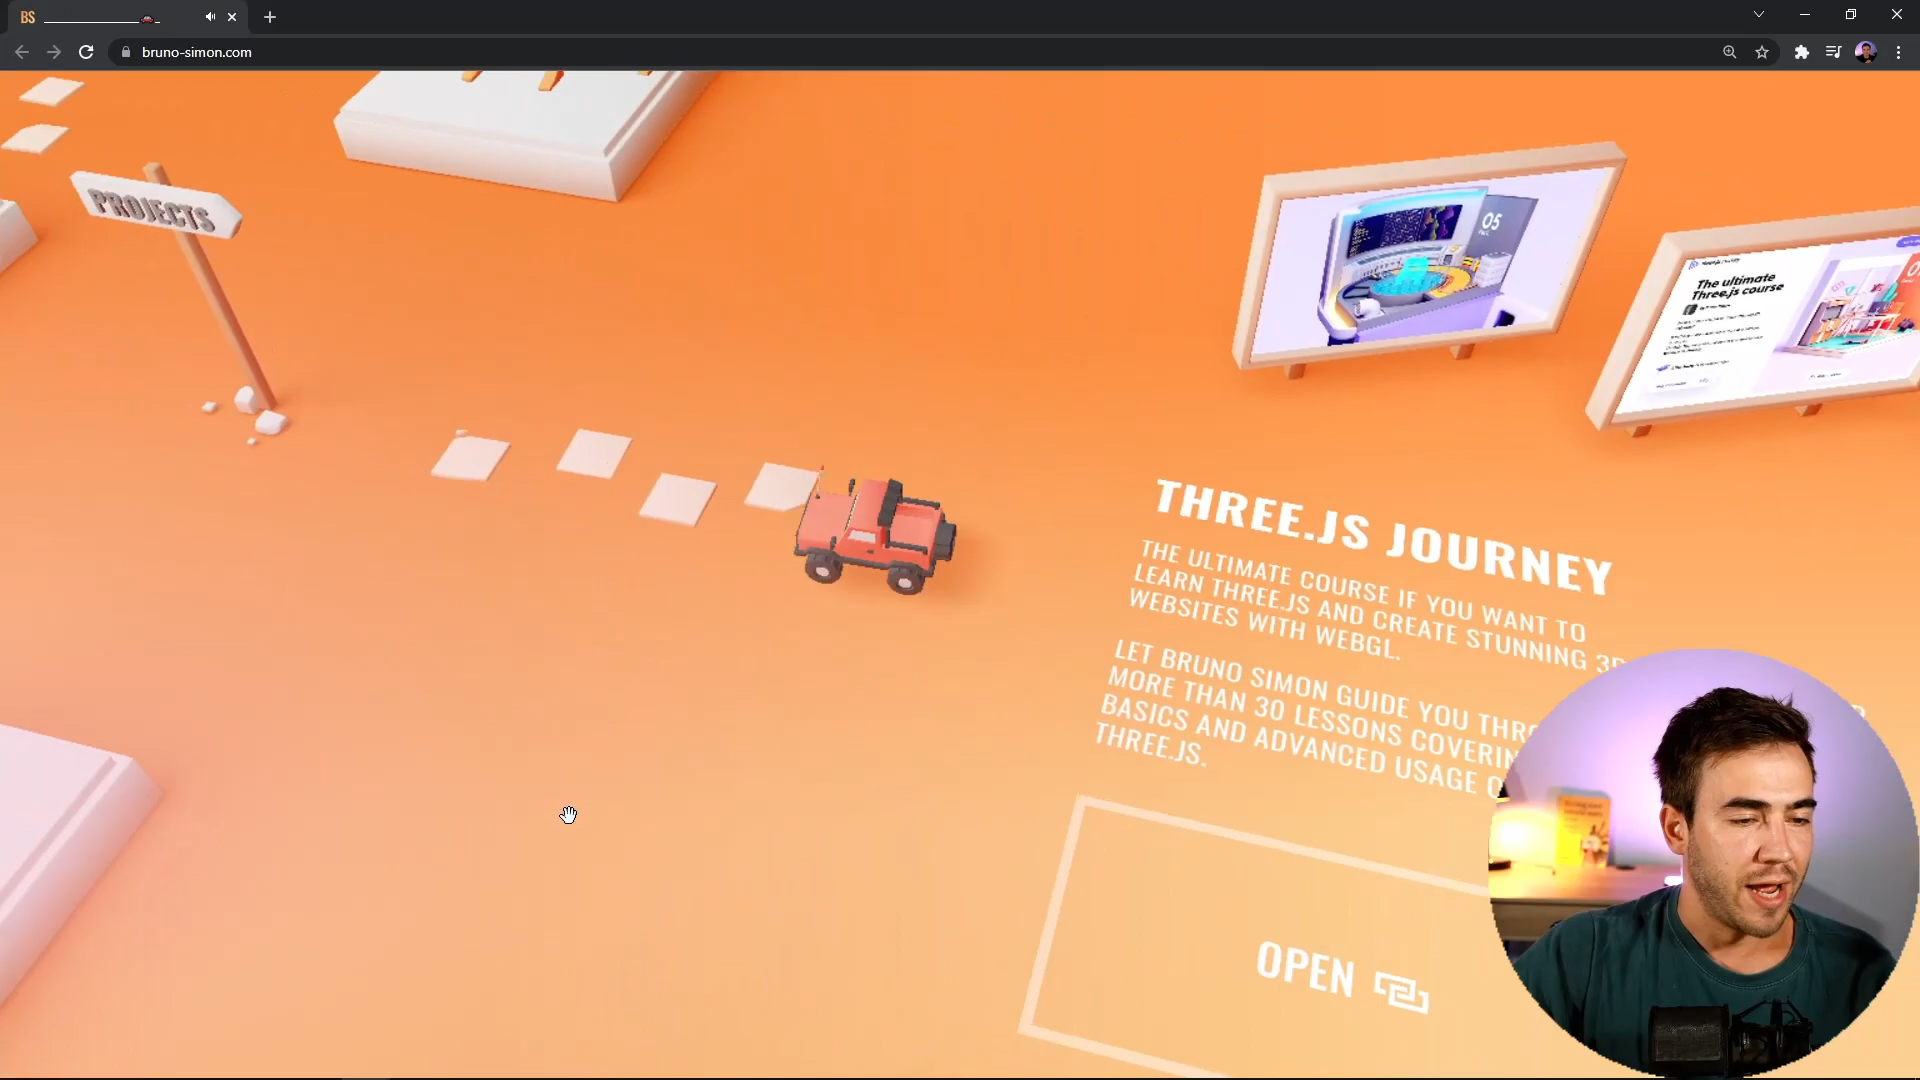 BS
bruno-simon.com
PROJECTS
05
The ultimate
Three.js course
THREE.JS JOURNEY
THE ULTIMATE COURSE IF YOU WANT TO
LEARN THREE.JS AND CREATE STUNNING 3D
WEBSITES WITH WEBGL.
LET BRUNO SIMON GUIDE YOU
MORE THAN 30 LESSONS
BASICS AND ADVANCED USAGE
THREE.JS.
OPEN